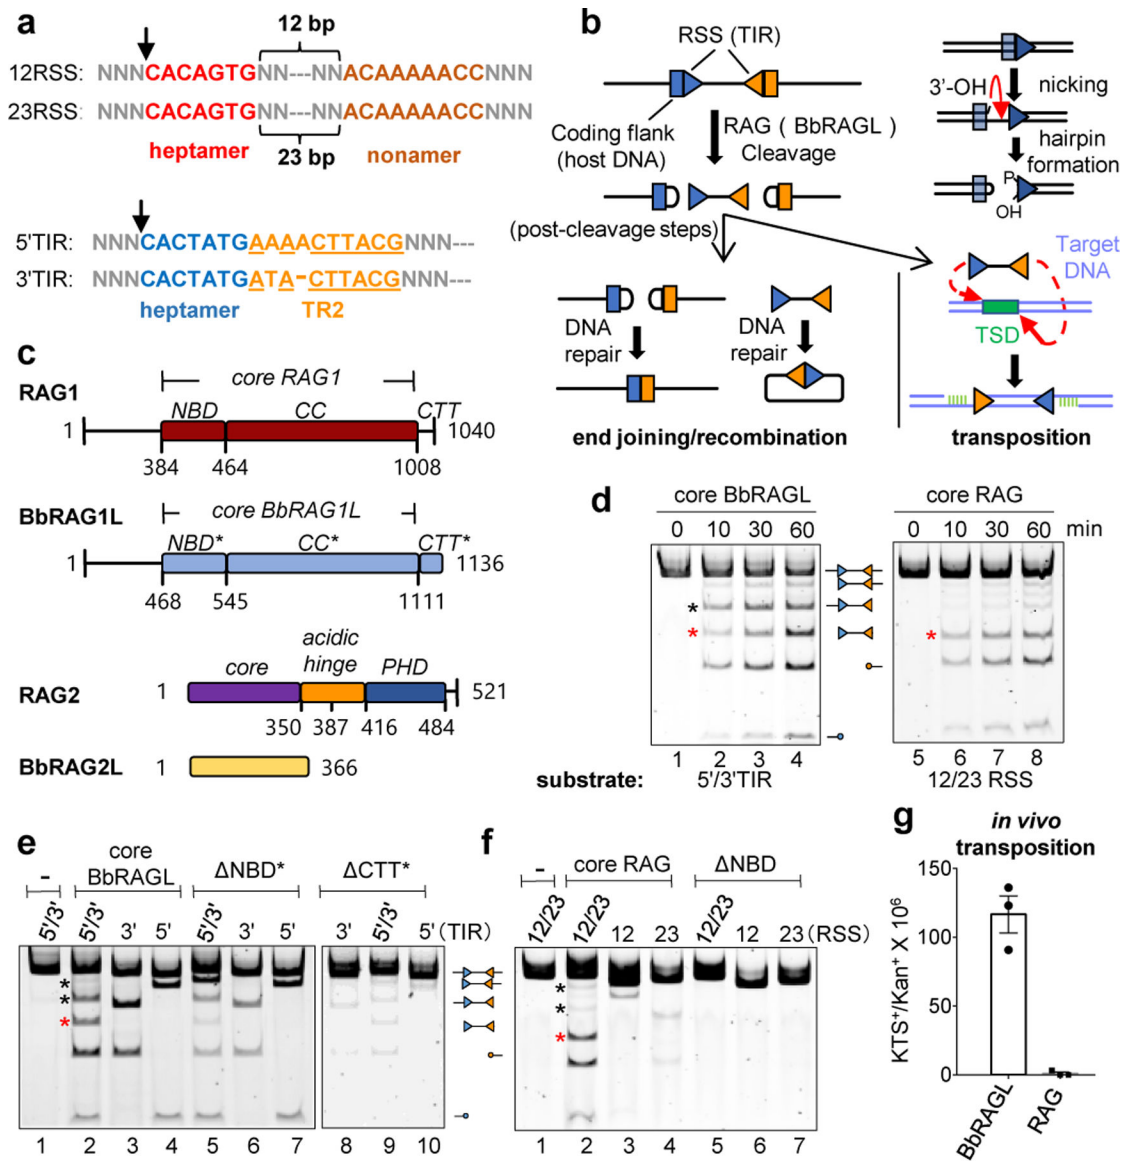 a
12 bp
12RSS: NNNCACAGTGNN---NNACAAAAACCNNN
23RSS: NNNCACAGTGNN---NNACAAAAACCNNN
heptamer 23 bp nonamer
5'TIR: NNNCACTATGAAAACTTACGNNN---
3'TIR: NNNCACTATGATA-CTTACGNNN---
heptamer TR2
b
RSS (TIR)
Coding flank
(host DNA)
RAG ( BbRAGL )
Cleavage
(post-cleavage steps)
DNA
repair
DNA
repair
end joining/recombination
3'-OH
nicking
hairpin
formation
P
OH
Target
DNA
TSD
transposition
c
core RAG1
RAG1
NBD CC CTT
1 1040
384 464 1008
core BbRAG1L
BbRAG1L
NBD* CC* CTT*
1 1136
468 545 1111
acidic
core hinge PHD
RAG2 1 521
350 387 416 484
BbRAG2L 1 366
d
core BbRAGL core RAG
0 10 30 60 0 10 30 60 min
* *
* 
1 2 3 4 5 6 7 8
substrate: 5'/3'TIR 12/23 RSS
e
core
BbRAGL
- ΔNBD* ΔCTT*
5'/3' 5'/3' 3' 5' 5'/3' 3' 5' 3' 5'/3' 5' (TIR)
*
*
*
1 2 3 4 5 6 7 8 9 10
f
- core RAG ΔNBD
12/23 12/23 12 23 12/23 12 23 (RSS)
*
*
*
1 2 3 4 5 6 7
g
in vivo
transposition
KTS⁺/Kan⁺ X 10⁶
150
100
50
0
BbRAGL
RAG